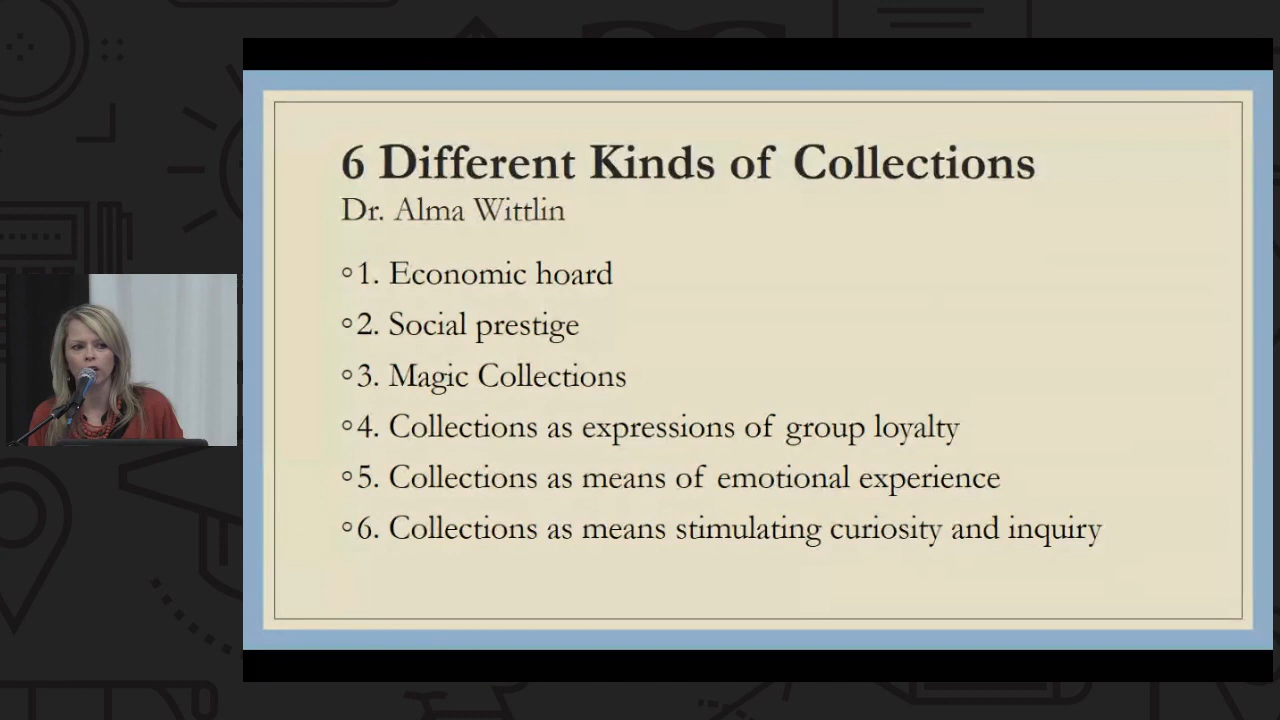 6 Different Kinds of Collections
Dr. Alma Wittlin
◦1. Economic hoard
◦2. Social prestige
◦3. Magic Collections
◦4. Collections as expressions of group loyalty
◦5. Collections as means of emotional experience
◦6. Collections as means stimulating curiosity and inquiry